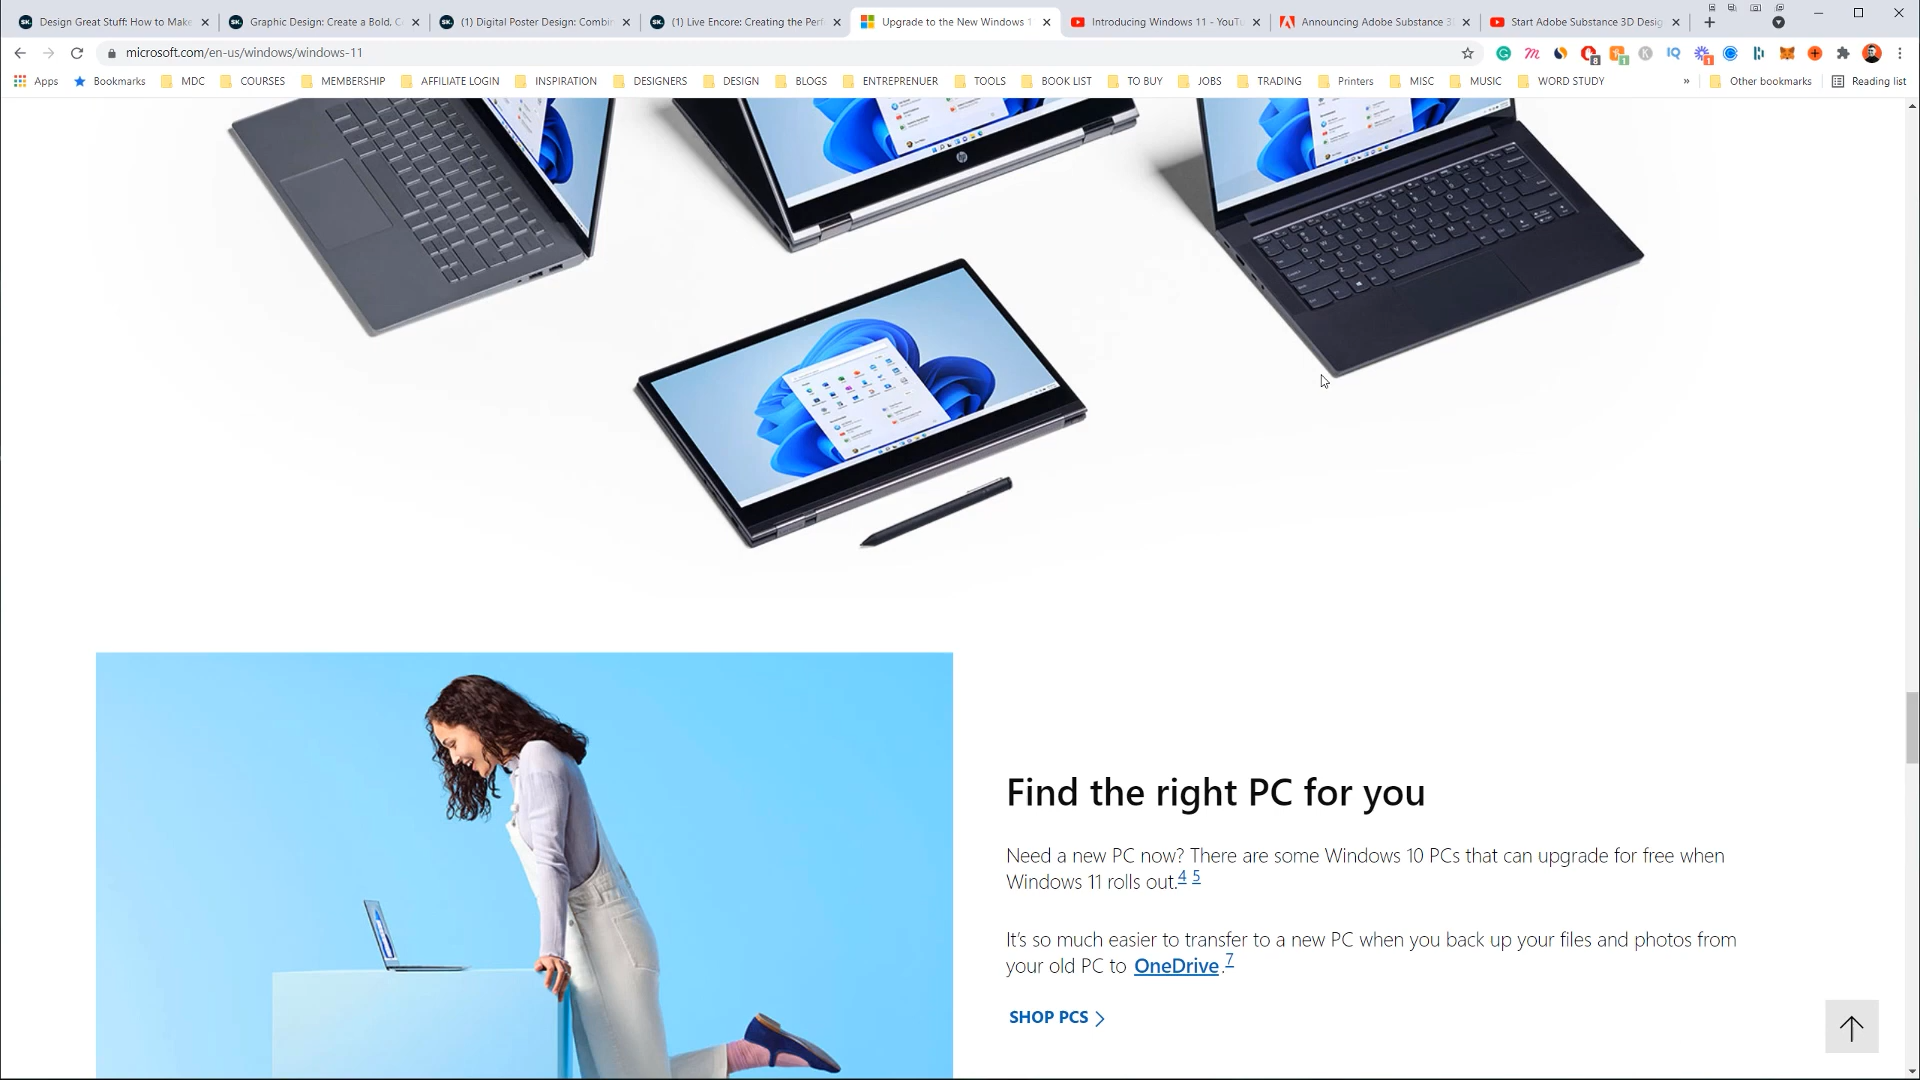 Design Great Stuff: How to Make
Graphic Design: Create a Bold, C
(1) Digital Poster Design: Combin
(1) Live Encore: Creating the Perf
Upgrade to the New Windows 1
Introducing Windows 11 - YouTu
Announcing Adobe Substance 3
Start Adobe Substance 3D Desig
microsoft.com/en-us/windows/windows-11
Apps
Bookmarks
MDC
COURSES
MEMBERSHIP
AFFILIATE LOGIN
INSPIRATION
DESIGNERS
DESIGN
BLOGS
ENTREPRENUER
TOOLS
BOOK LIST
TO BUY
JOBS
TRADING
Printers
MISC
MUSIC
WORD STUDY
»
Other bookmarks
Reading list
Find the right PC for you
Need a new PC now? There are some Windows 10 PCs that can upgrade for free when
Windows 11 rolls out.4 5
It's so much easier to transfer to a new PC when you back up your files and photos from
your old PC to OneDrive.7
SHOP PCS >